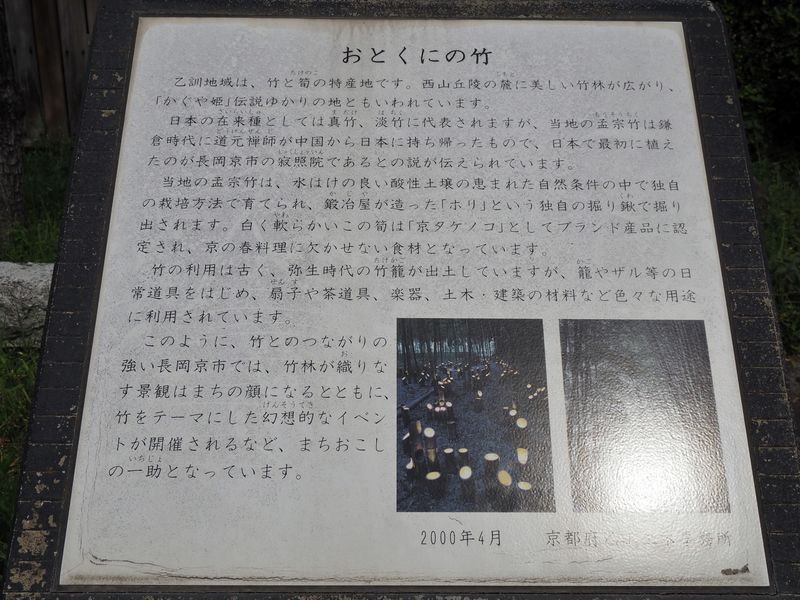 おとくにの竹
乙訓地域は、竹と筍の特産地です。西山丘陵の麓に美しい竹林が広がり、
「かぐや姫」伝説ゆかりの地ともいわれています。
日本の在来種としては真竹、淡竹に代表されますが、当地の孟宗竹は鎌
倉時代に道元禅師が中国から日本に持ち帰ったもので、日本で最初に植え
たのが長岡京市の寂照院であるとの説が伝えられています。
当地の孟宗竹は、水はけの良い酸性土壌の恵まれた自然条件の中で独自
の栽培方法で育てられ、鍛冶屋が造った「ホリ」という独自の掘り鍬で掘り
出されます。白く軟らかいこの筍は「京タケノコ」としてブランド産品に認
定され、京の春料理に欠かせない食材となっています。
竹の利用は古く、弥生時代の竹籠が出土していますが、籠やザル等の日
常道具をはじめ、扇子や茶道具、楽器、土木・建築の材料など色々な用途
に利用されています。
このように、竹とのつながりの
強い長岡京市では、竹林が織りな
す景観はまちの顔になるとともに、
竹をテーマにした幻想的なイベン
トが開催されるなど、まちおこし
の一助となっています。
2000年4月 京都府 務所